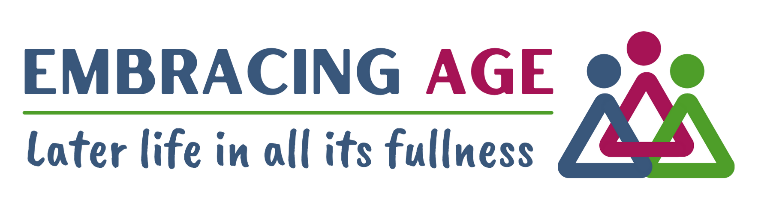 EMBRACING AGE
Later life in all its fullness